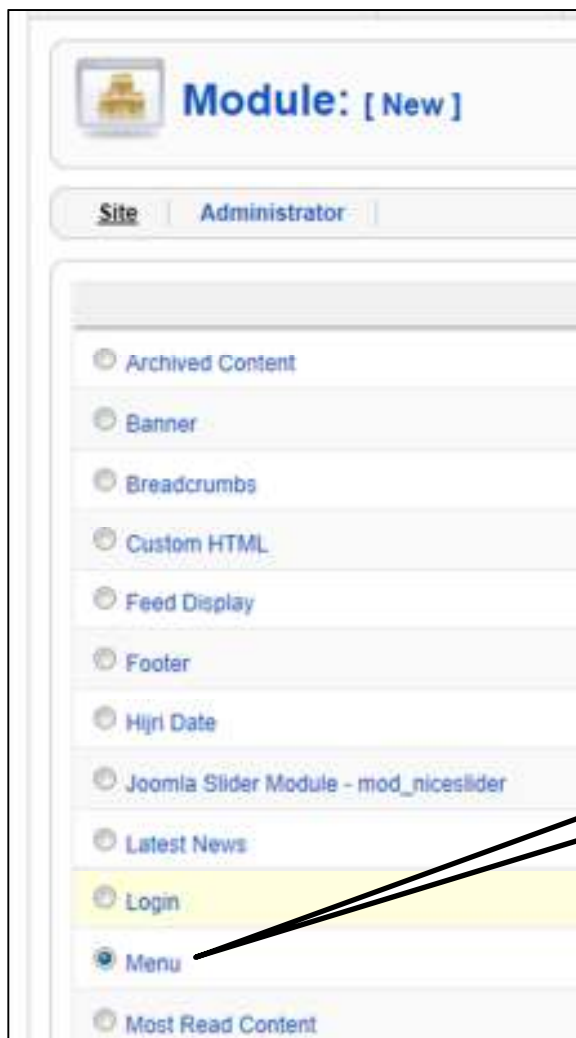 Module: [ New ]
Site Administrator
Archived Content
Banner
Breadcrumbs
Custom HTML
Feed Display
Footer
Hijri Date
Joomla Slider Module - mod_niceslider
Latest News
Login
Menu
Most Read Content